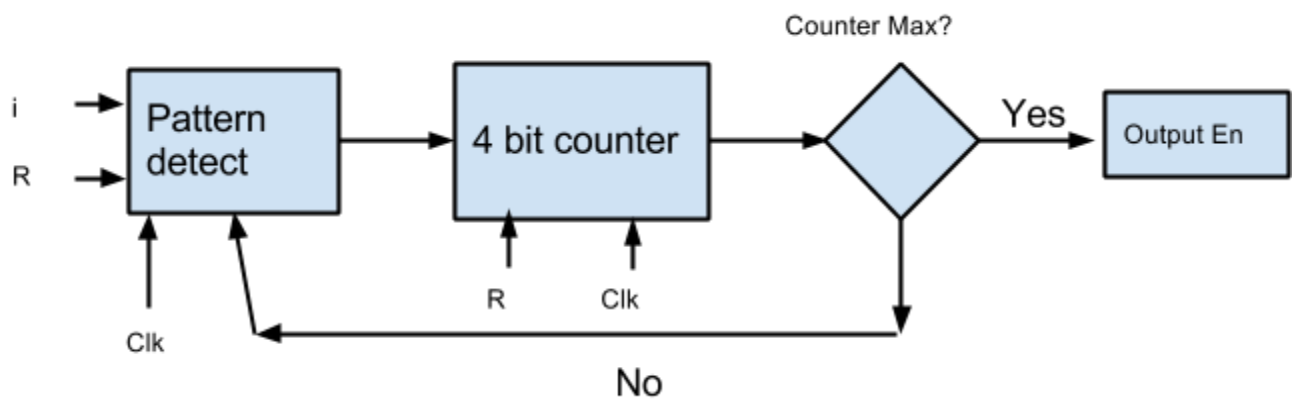 Counter Max?
i
Pattern
detect
4 bit counter
Yes
Output En
R
R
Clk
Clk
No